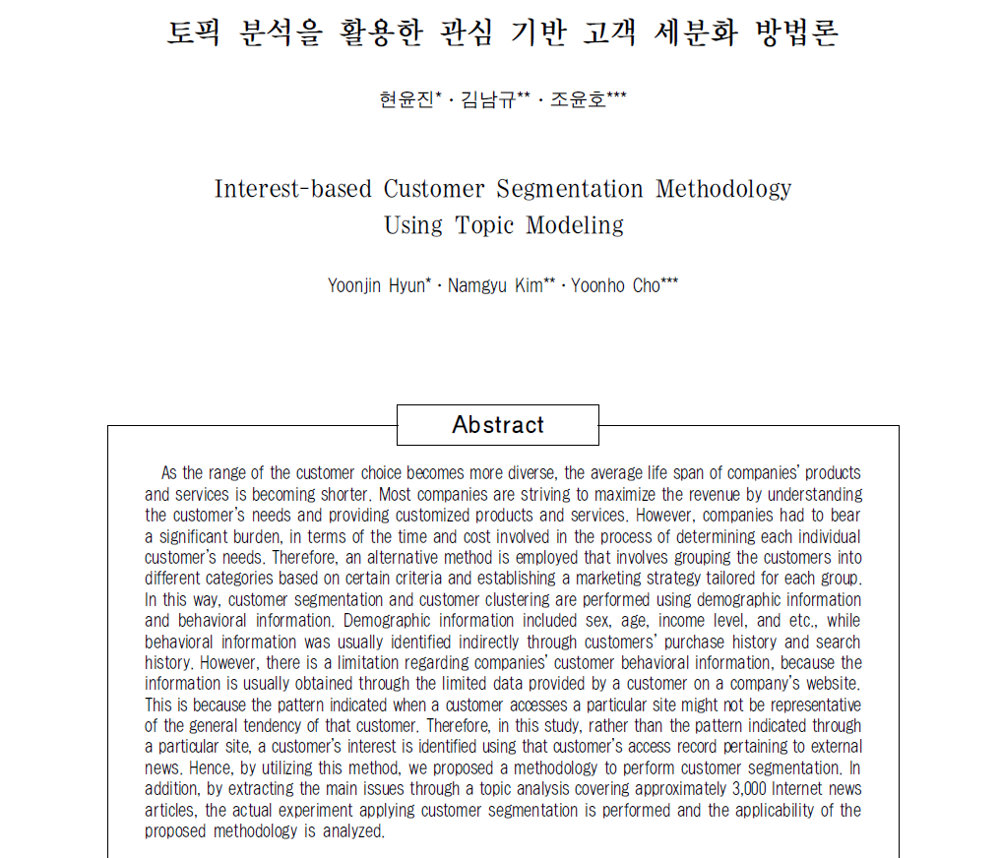 토픽 분석을 활용한 관심 기반 고객 세분화 방법론
현윤진* · 김남규** · 조윤호***
Interest-based Customer Segmentation Methodology
Using Topic Modeling
Yoonjin Hyun* · Namgyu Kim** · Yoonho Cho***
Abstract
As the range of the customer choice becomes more diverse, the average life span of companies' products
and services is becoming shorter. Most companies are striving to maximize the revenue by understanding
the customer's needs and providing customized products and services. However, companies had to bear
a significant burden, in terms of the time and cost involved in the process of determining each individual
customer's needs. Therefore, an alternative method is employed that involves grouping the customers into
different categories based on certain criteria and establishing a marketing strategy tailored for each group.
In this way, customer segmentation and customer clustering are performed using demographic information
and behavioral information. Demographic information included sex, age, income level, and etc., while
behavioral information was usually identified indirectly through customers' purchase history and search
history. However, there is a limitation regarding companies' customer behavioral information, because the
information is usually obtained through the limited data provided by a customer on a company's website.
This is because the pattern indicated when a customer accesses a particular site might not be representative
of the general tendency of that customer. Therefore, in this study, rather than the pattern indicated through
a particular site, a customer's interest is identified using that customer's access record pertaining to external
news. Hence, by utilizing this method, we proposed a methodology to perform customer segmentation. In
addition, by extracting the main issues through a topic analysis covering approximately 3,000 Internet news
articles, the actual experiment applying customer segmentation is performed and the applicability of the
proposed methodology is analyzed.